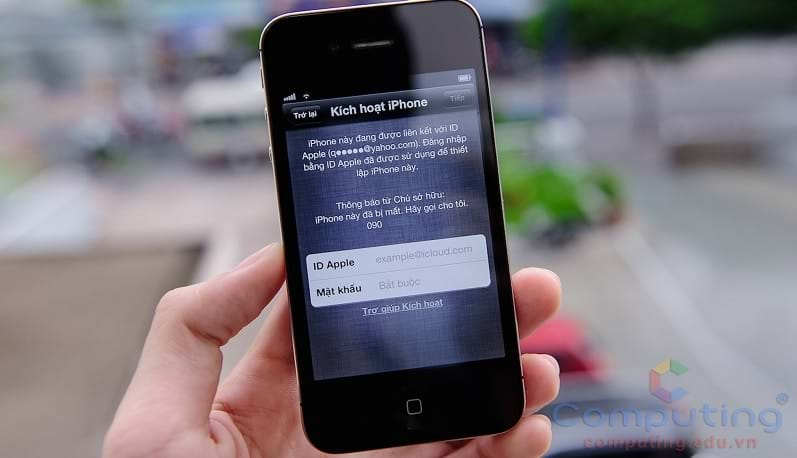 Trở lại
Kích hoạt iPhone
Tiếp
iPhone này đang được liên kết với ID
Apple (q●●●●●@yahoo.com). Đăng nhập
bằng ID Apple đã được sử dụng để thiết
lập iPhone này.
Thông báo từ Chủ sở hữu:
iPhone này đã bị mất. Hãy gọi cho tôi.
090
ID Apple example@icloud.com
Mật khẩu Bắt buộc
Trợ giúp Kích hoạt
Computing®
computing.edu.vn